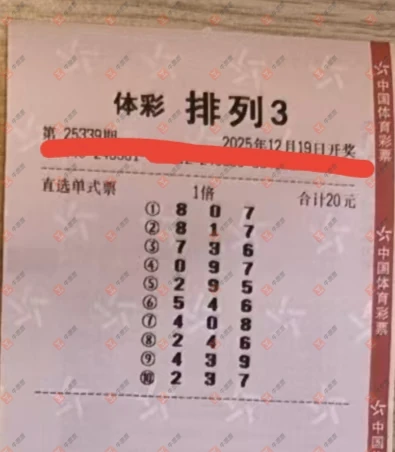 体彩 排列3
第 25339期 2025年12月19日开奖
直选单式票 1倍 合计20元
① 8 0 7
② 8 1 7
③ 7 3 6
④ 0 9 7
⑤ 2 9 5
⑥ 5 4 6
⑦ 4 0 8
⑧ 2 4 6
⑨ 4 3 9
⑩ 2 3 7
中国体育彩票
中国体育彩票
中国